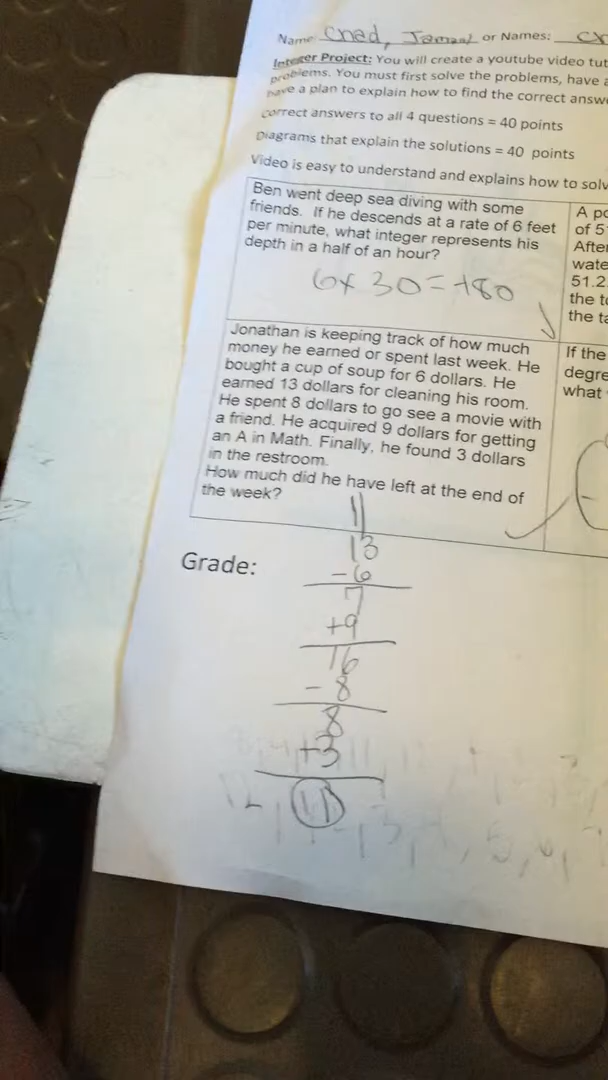 Name Chad, Jamaal or Names:
Integer Project: You will create a youtube video tut
problems. You must first solve the problems, have a
have a plan to explain how to find the correct answ
correct answers to all 4 questions = 40 points
Diagrams that explain the solutions = 40 points
Video is easy to understand and explains how to solv
Ben went deep sea diving with some
friends. If he descends at a rate of 6 feet
per minute, what integer represents his
depth in a half of an hour?
6x 30 = -180
A po
of 5
After
wate
51.2
the to
the ta
Jonathan is keeping track of how much
money he earned or spent last week. He
bought a cup of soup for 6 dollars. He
earned 13 dollars for cleaning his room.
He spent 8 dollars to go see a movie with
a friend. He acquired 9 dollars for getting
an A in Math. Finally, he found 3 dollars
in the restroom.
How much did he have left at the end of
the week?
If the
degre
what
11
Grade:
13
-6
7
+9
16
-8
8
+3
11